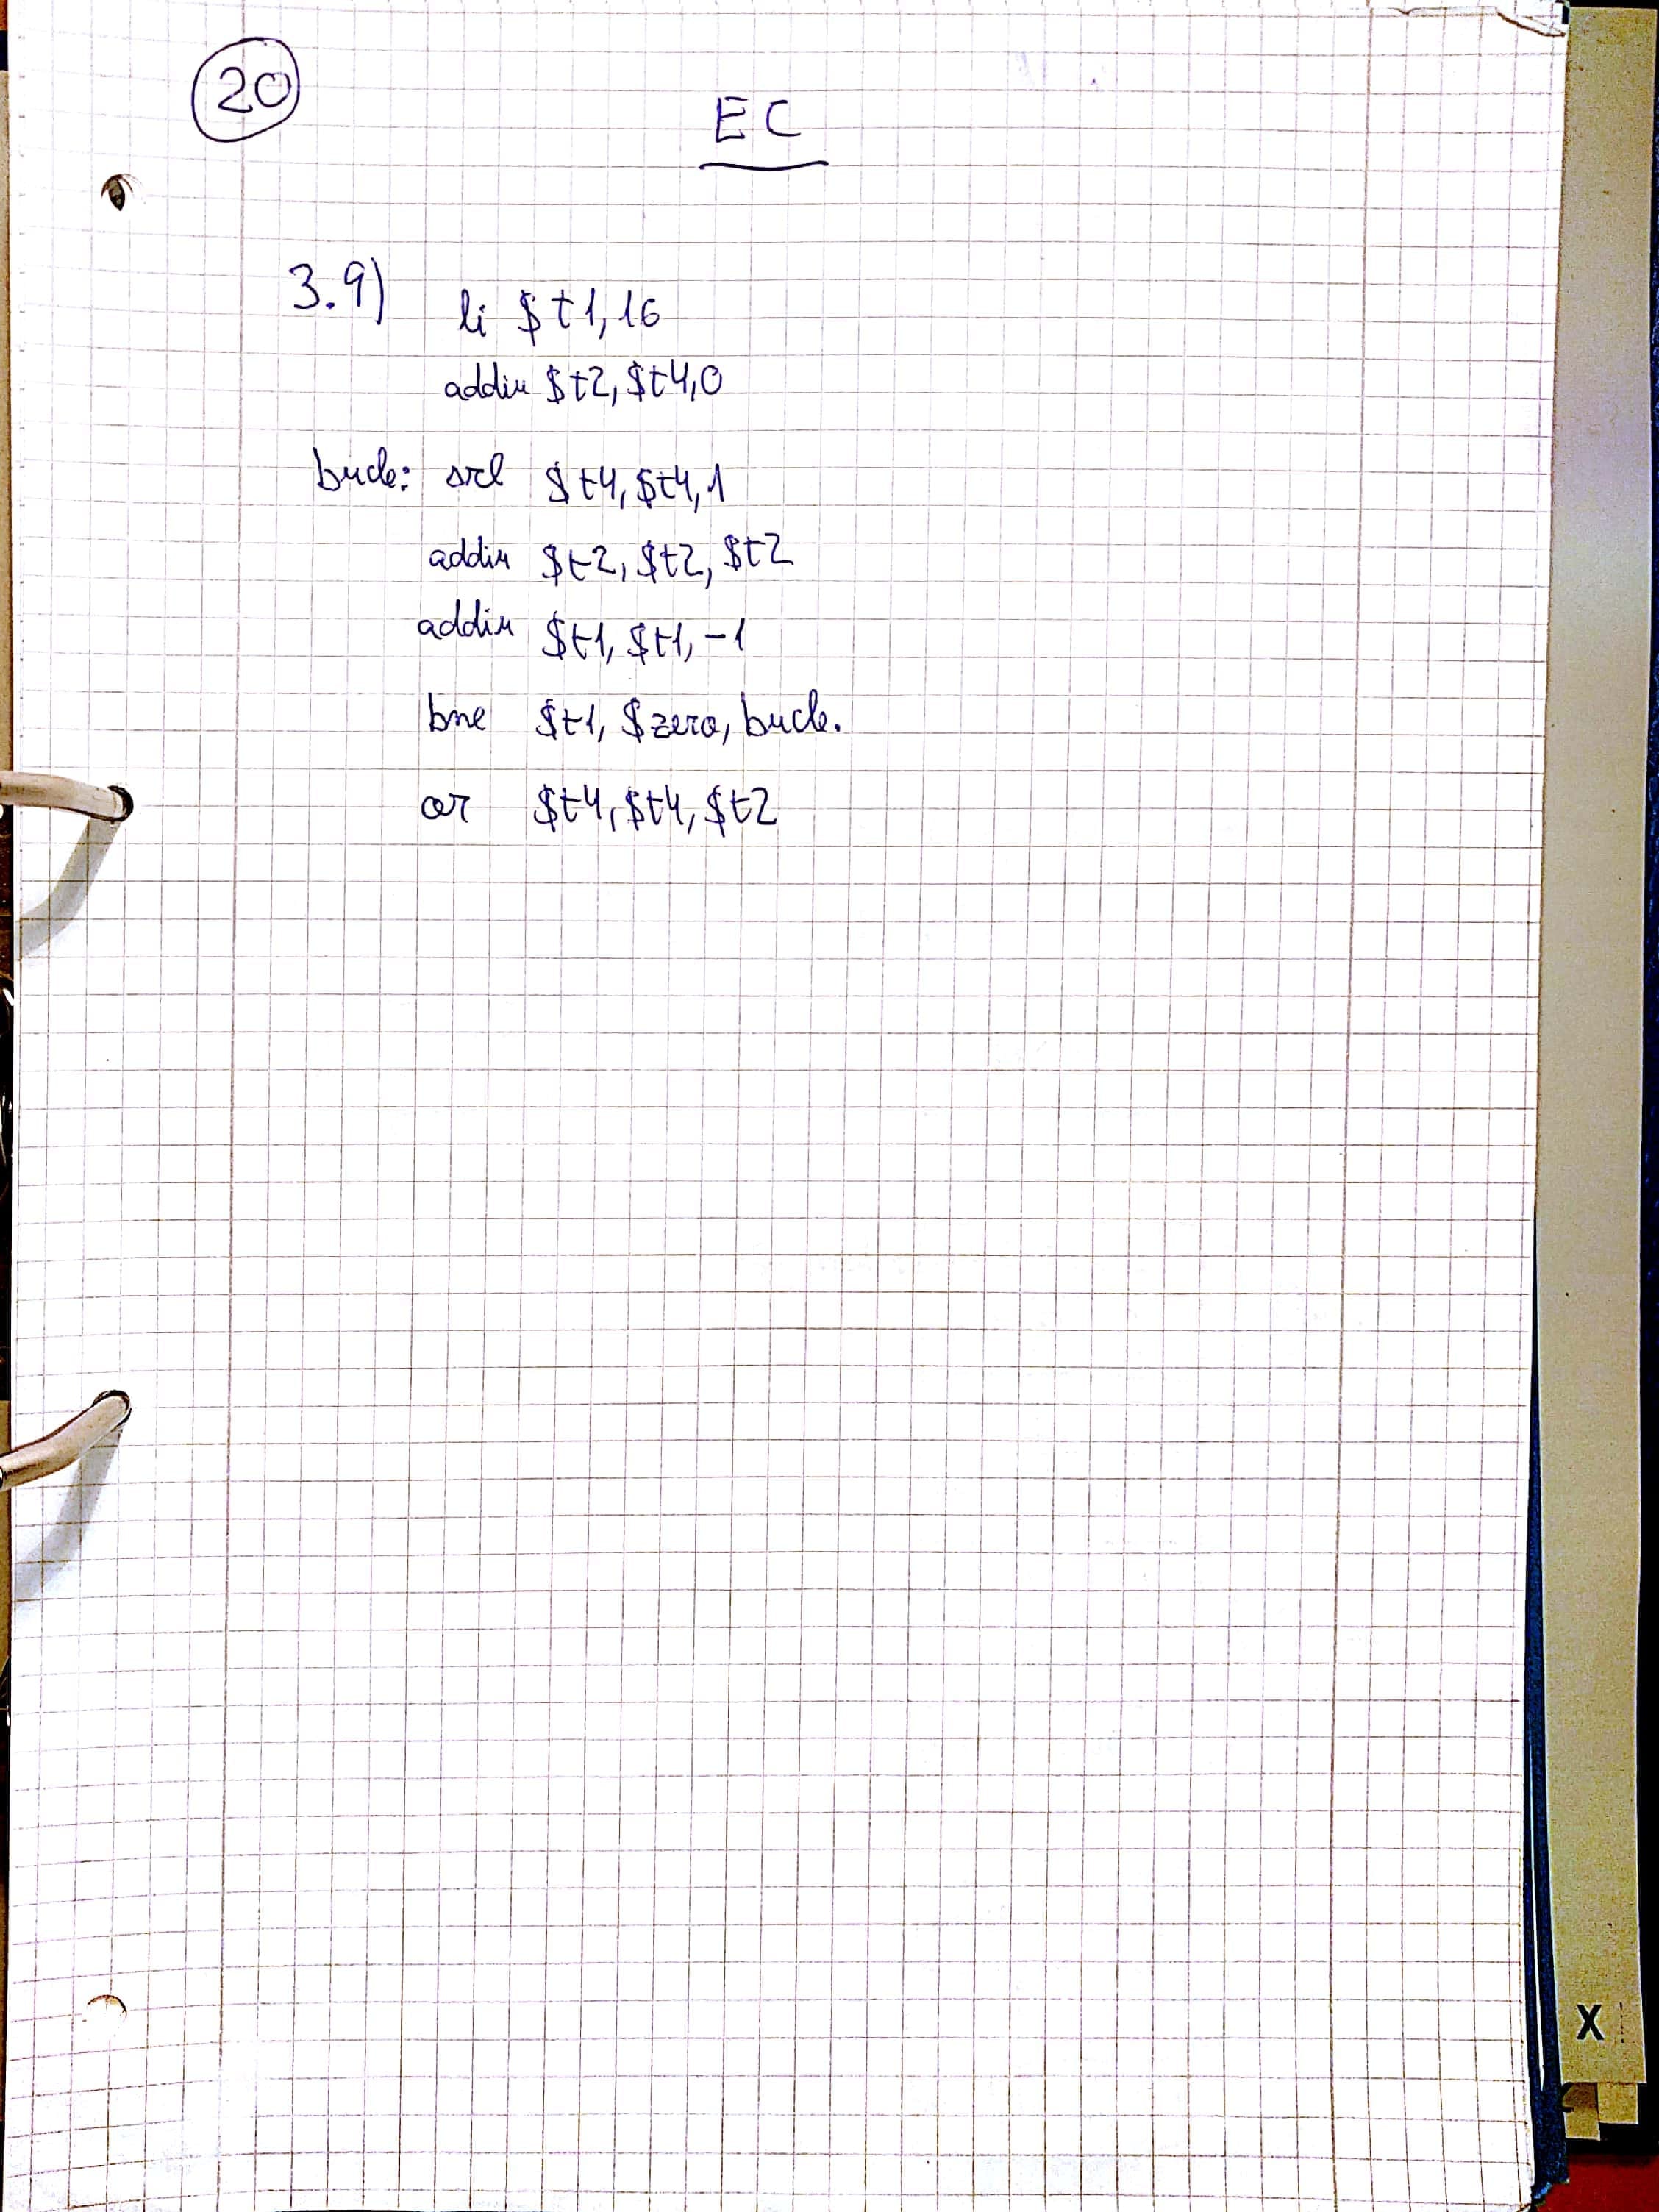 20
EC
3.9)
li $t1, 16
addiu $t2, $t4, 0
bucle: srl $t4, $t4, 1
addiu $t2, $t2, $t2
addiu $t1, $t1, -1
bne $t1, $zero, bucle.
or $t4, $t4, $t2
X